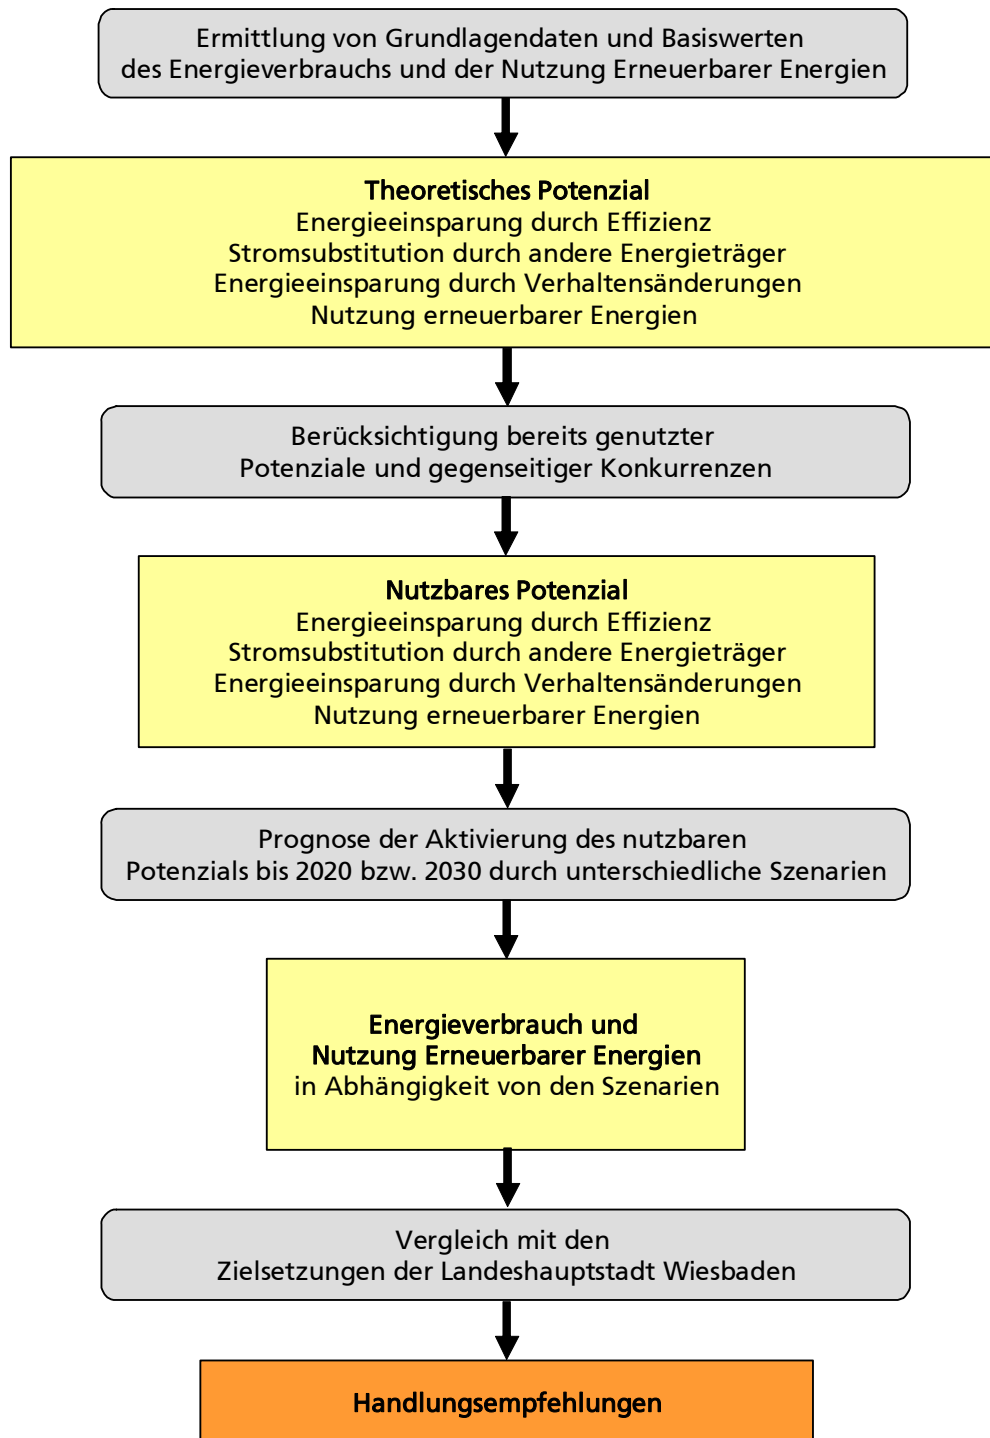 Ermittlung von Grundlagendaten und Basiswerten
des Energieverbrauchs und der Nutzung Erneuerbarer Energien
Theoretisches Potenzial
Energieeinsparung durch Effizienz
Stromsubstitution durch andere Energieträger
Energieeinsparung durch Verhaltensänderungen
Nutzung erneuerbarer Energien
Berücksichtigung bereits genutzter
Potenziale und gegenseitiger Konkurrenzen
Nutzbares Potenzial
Energieeinsparung durch Effizienz
Stromsubstitution durch andere Energieträger
Energieeinsparung durch Verhaltensänderungen
Nutzung erneuerbarer Energien
Prognose der Aktivierung des nutzbaren
Potenzials bis 2020 bzw. 2030 durch unterschiedliche Szenarien
Energieverbrauch und
Nutzung Erneuerbarer Energien
in Abhängigkeit von den Szenarien
Vergleich mit den
Zielsetzungen der Landeshauptstadt Wiesbaden
Handlungsempfehlungen